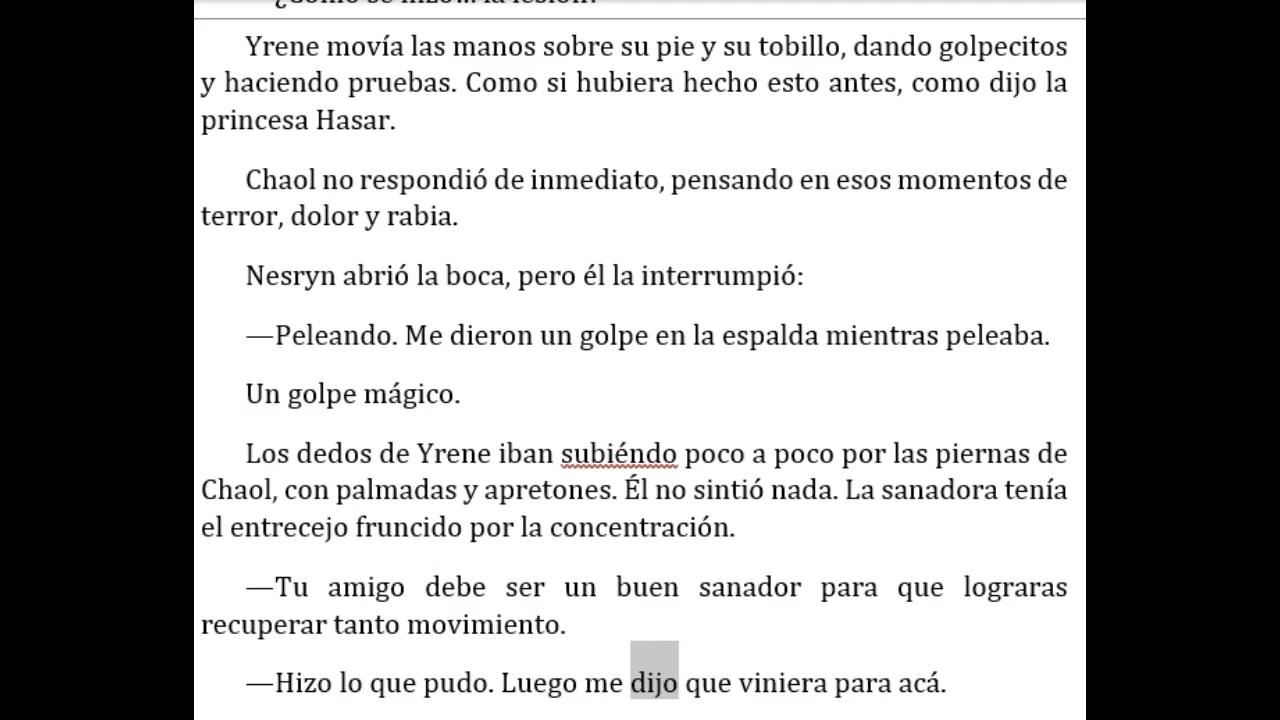 Yrene movía las manos sobre su pie y su tobillo, dando golpecitos
y haciendo pruebas. Como si hubiera hecho esto antes, como dijo la
princesa Hasar.
Chaol no respondió de inmediato, pensando en esos momentos de
terror, dolor y rabia.
Nesryn abrió la boca, pero él la interrumpió:
—Peleando. Me dieron un golpe en la espalda mientras peleaba.
Un golpe mágico.
Los dedos de Yrene iban subiéndo poco a poco por las piernas de
Chaol, con palmadas y apretones. Él no sintió nada. La sanadora tenía
el entrecejo fruncido por la concentración.
—Tu amigo debe ser un buen sanador para que lograras
recuperar tanto movimiento.
—Hizo lo que pudo. Luego me dijo que viniera para acá.